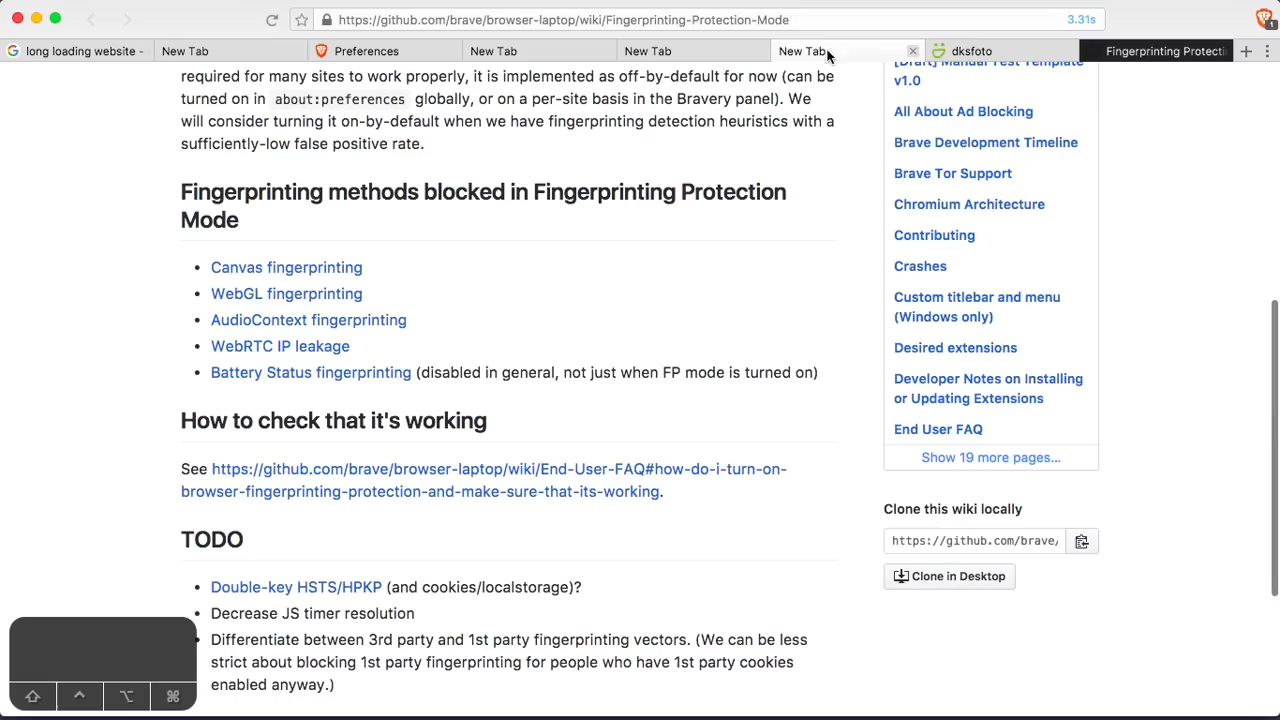 https://github.com/brave/browser-laptop/wiki/Fingerprinting-Protection-Mode
3.31s
1
long loading website -
New Tab
Preferences
New Tab
New Tab
New Tab
dksfoto
Fingerprinting Protecti
required for many sites to work properly, it is implemented as off-by-default for now (can be
turned on in about:preferences globally, or on a per-site basis in the Bravery panel). We
will consider turning it on-by-default when we have fingerprinting detection heuristics with a
sufficiently-low false positive rate.
Fingerprinting methods blocked in Fingerprinting Protection
Mode
• Canvas fingerprinting
• WebGL fingerprinting
• AudioContext fingerprinting
• WebRTC IP leakage
• Battery Status fingerprinting (disabled in general, not just when FP mode is turned on)
How to check that it's working
See https://github.com/brave/browser-laptop/wiki/End-User-FAQ#how-do-i-turn-on-
browser-fingerprinting-protection-and-make-sure-that-its-working.
TODO
• Double-key HSTS/HPKP (and cookies/localstorage)?
• Decrease JS timer resolution
• Differentiate between 3rd party and 1st party fingerprinting vectors. (We can be less
strict about blocking 1st party fingerprinting for people who have 1st party cookies
enabled anyway.)
[Draft] Manual Test Template
v1.0
All About Ad Blocking
Brave Development Timeline
Brave Tor Support
Chromium Architecture
Contributing
Crashes
Custom titlebar and menu
(Windows only)
Desired extensions
Developer Notes on Installing
or Updating Extensions
End User FAQ
Show 19 more pages...
Clone this wiki locally
https://github.com/brave/
Clone in Desktop